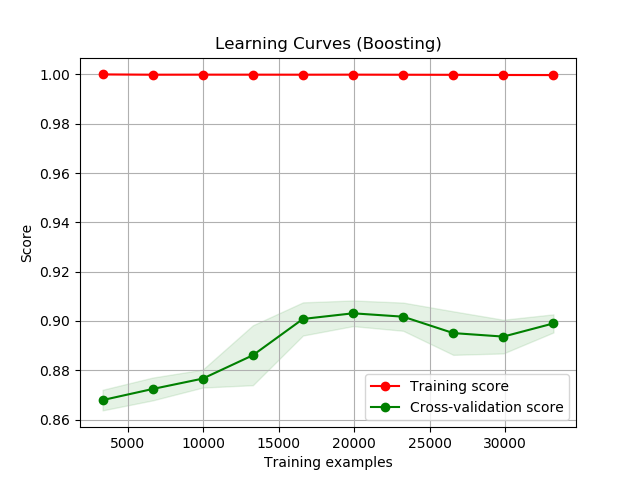 Learning Curves (Boosting)
1.00
0.98
0.96
0.94
0.92
0.90
0.88
0.86
Score
Training score
Cross-validation score
5000 10000 15000 20000 25000 30000
Training examples